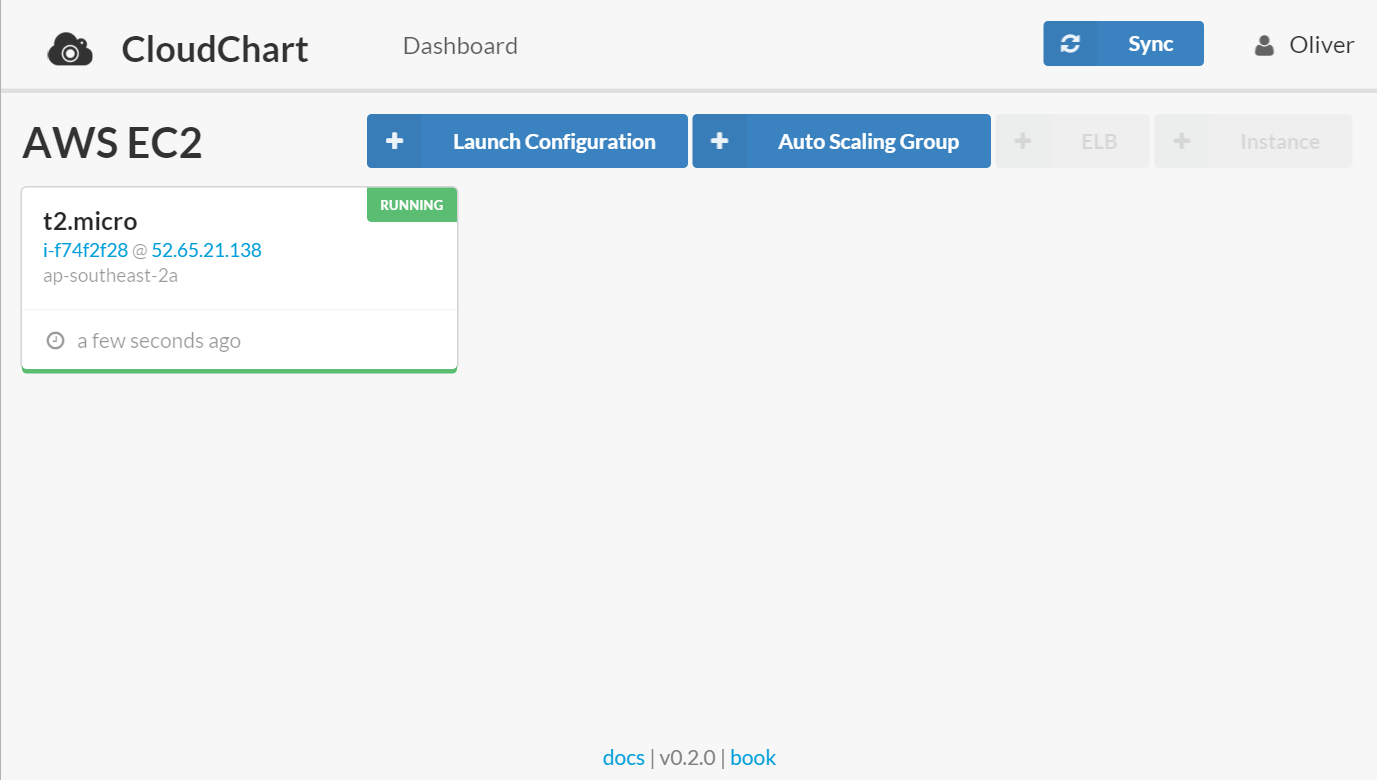 CloudChart Dashboard Sync Oliver
AWS EC2 Launch Configuration Auto Scaling Group ELB Instance
RUNNING
t2.micro
i-f74f2f28 @ 52.65.21.138
ap-southeast-2a
a few seconds ago
docs | v0.2.0 | book